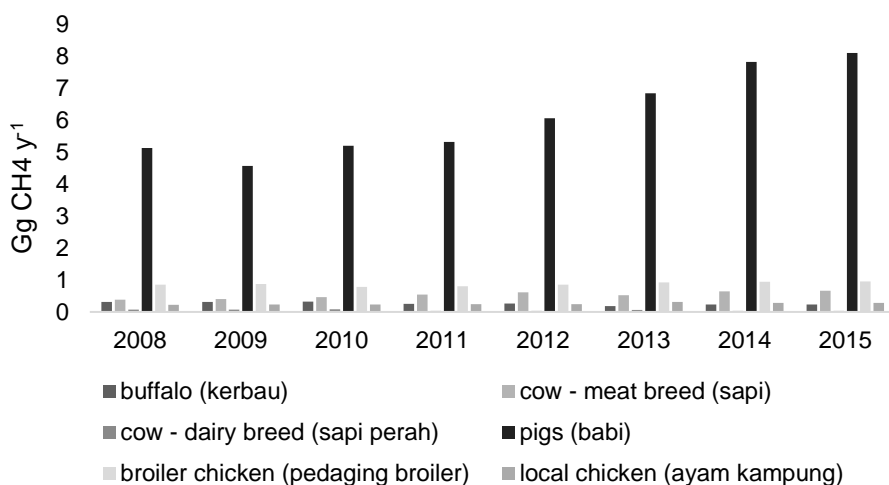 9
8
7
6
5
4
3
2
1
0
Gg CH4 y-1
2008 2009 2010 2011 2012 2013 2014 2015
buffalo (kerbau) cow - meat breed (sapi)
cow - dairy breed (sapi perah) pigs (babi)
broiler chicken (pedaging broiler) local chicken (ayam kampung)